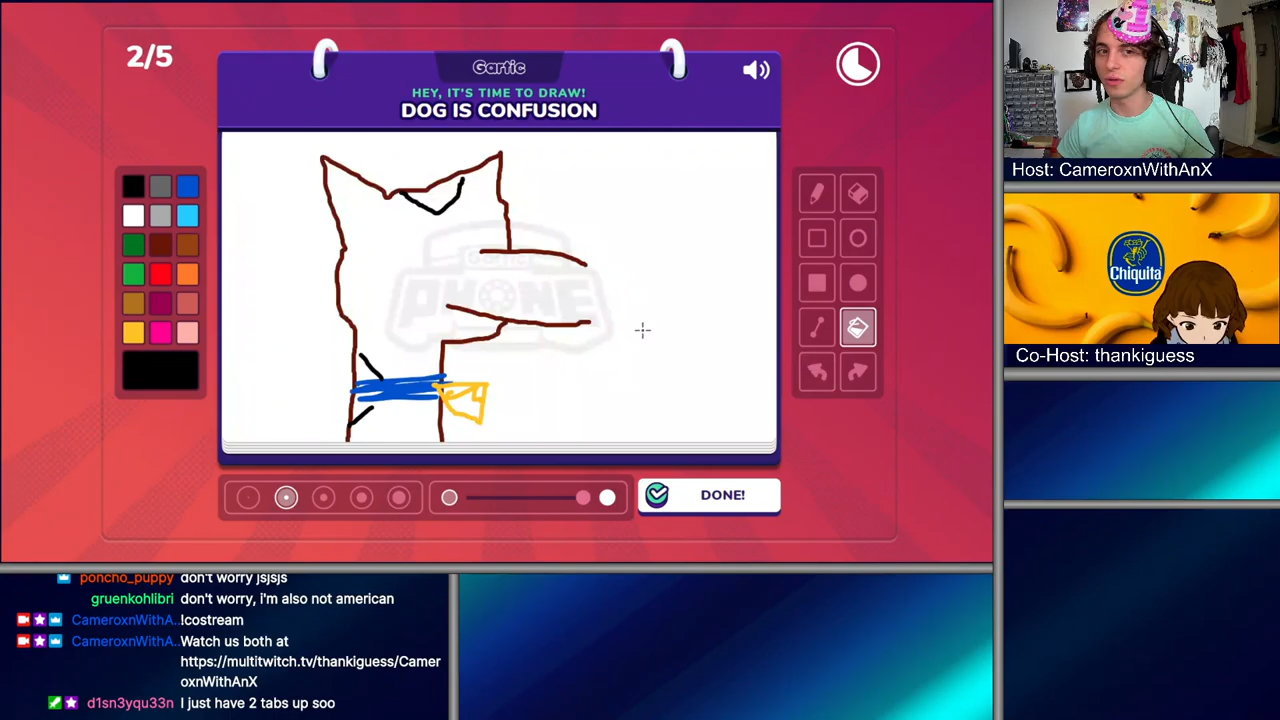 2/5
Gartic
HEY, IT'S TIME TO DRAW!
DOG IS CONFUSION
Gartic
PHONE
DONE!
Host: CameroxnWithAnX
Chiquita
Co-Host: thankiguess
poncho_puppy don't worry jsjsjs
gruenkohlibri don't worry, i'm also not american
CameroxnWithA.. !costream
CameroxnWithA.. Watch us both at
https://multitwitch.tv/thankiguess/Camer
oxnWithAnX
d1sn3yqu33n I just have 2 tabs up soo